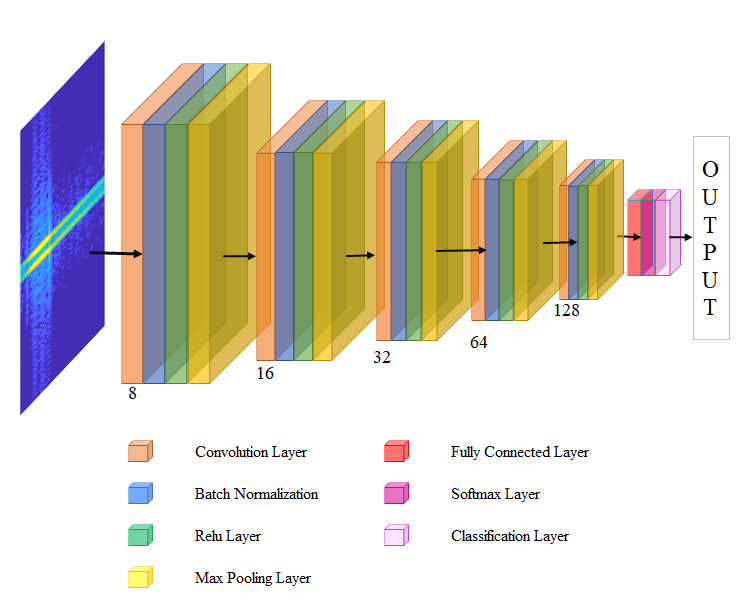 OUTPUT
8
16
32
64
128
Convolution Layer
Fully Connected Layer
Batch Normalization
Softmax Layer
Relu Layer
Classification Layer
Max Pooling Layer